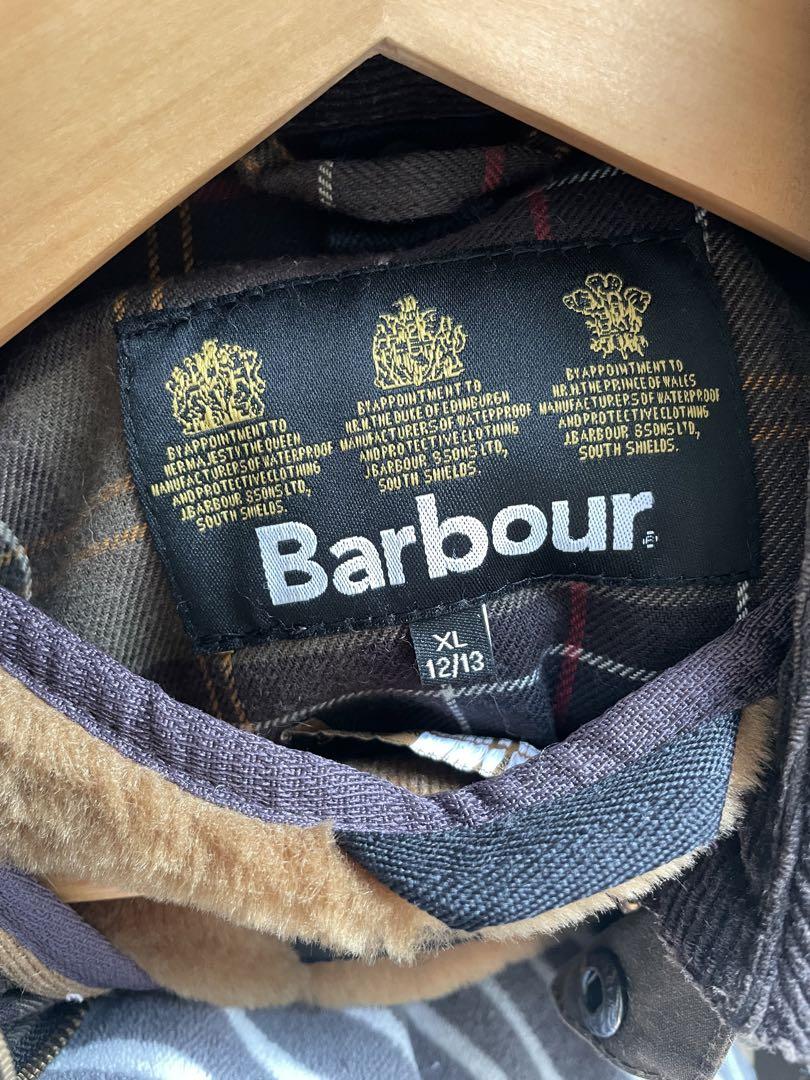 BY APPOINTMENT TO
HER MAJESTY THE QUEEN
MANUFACTURERS OF WATERPROOF
AND PROTECTIVE CLOTHING
J.BARBOUR & SONS LTD,
SOUTH SHIELDS.
BY APPOINTMENT TO
H.R.H. THE DUKE OF EDINBURGH
MANUFACTURERS OF WATERPROOF
AND PROTECTIVE CLOTHING
J.BARBOUR & SONS LTD,
SOUTH SHIELDS.
BY APPOINTMENT TO
H.R.H. THE PRINCE OF WALES
MANUFACTURERS OF WATERPROOF
AND PROTECTIVE CLOTHING
J.BARBOUR & SONS LTD,
SOUTH SHIELDS.
Barbour®
XL
12/13